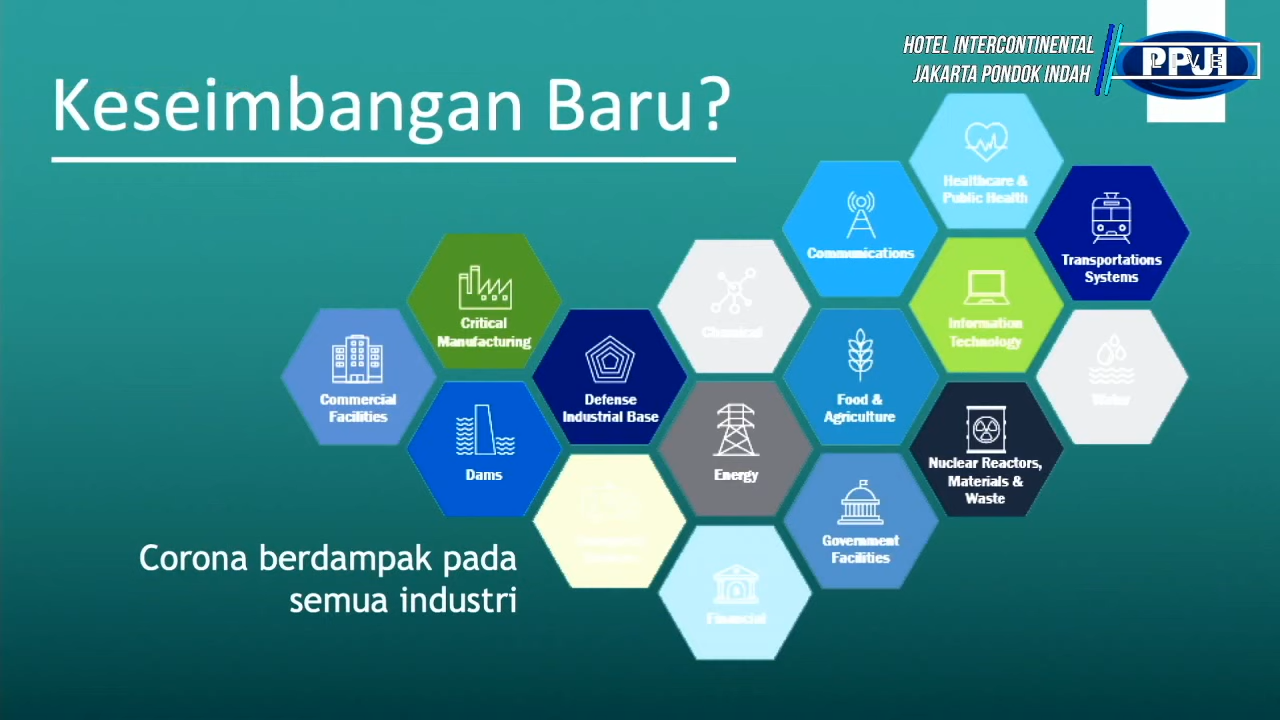 HOTEL INTERCONTINENTAL
JAKARTA PONDOK INDAH
PPJI
LIVE
Keseimbangan Baru?
Healthcare &
Public Health
Communications
Transportations
Systems
Critical
Manufacturing
Chemical
Information
Technology
Commercial
Facilities
Defense
Industrial Base
Food &
Agriculture
Water
Dams
Energy
Nuclear Reactors,
Materials &
Waste
Government
Facilities
Financial
Corona berdampak pada
semua industri